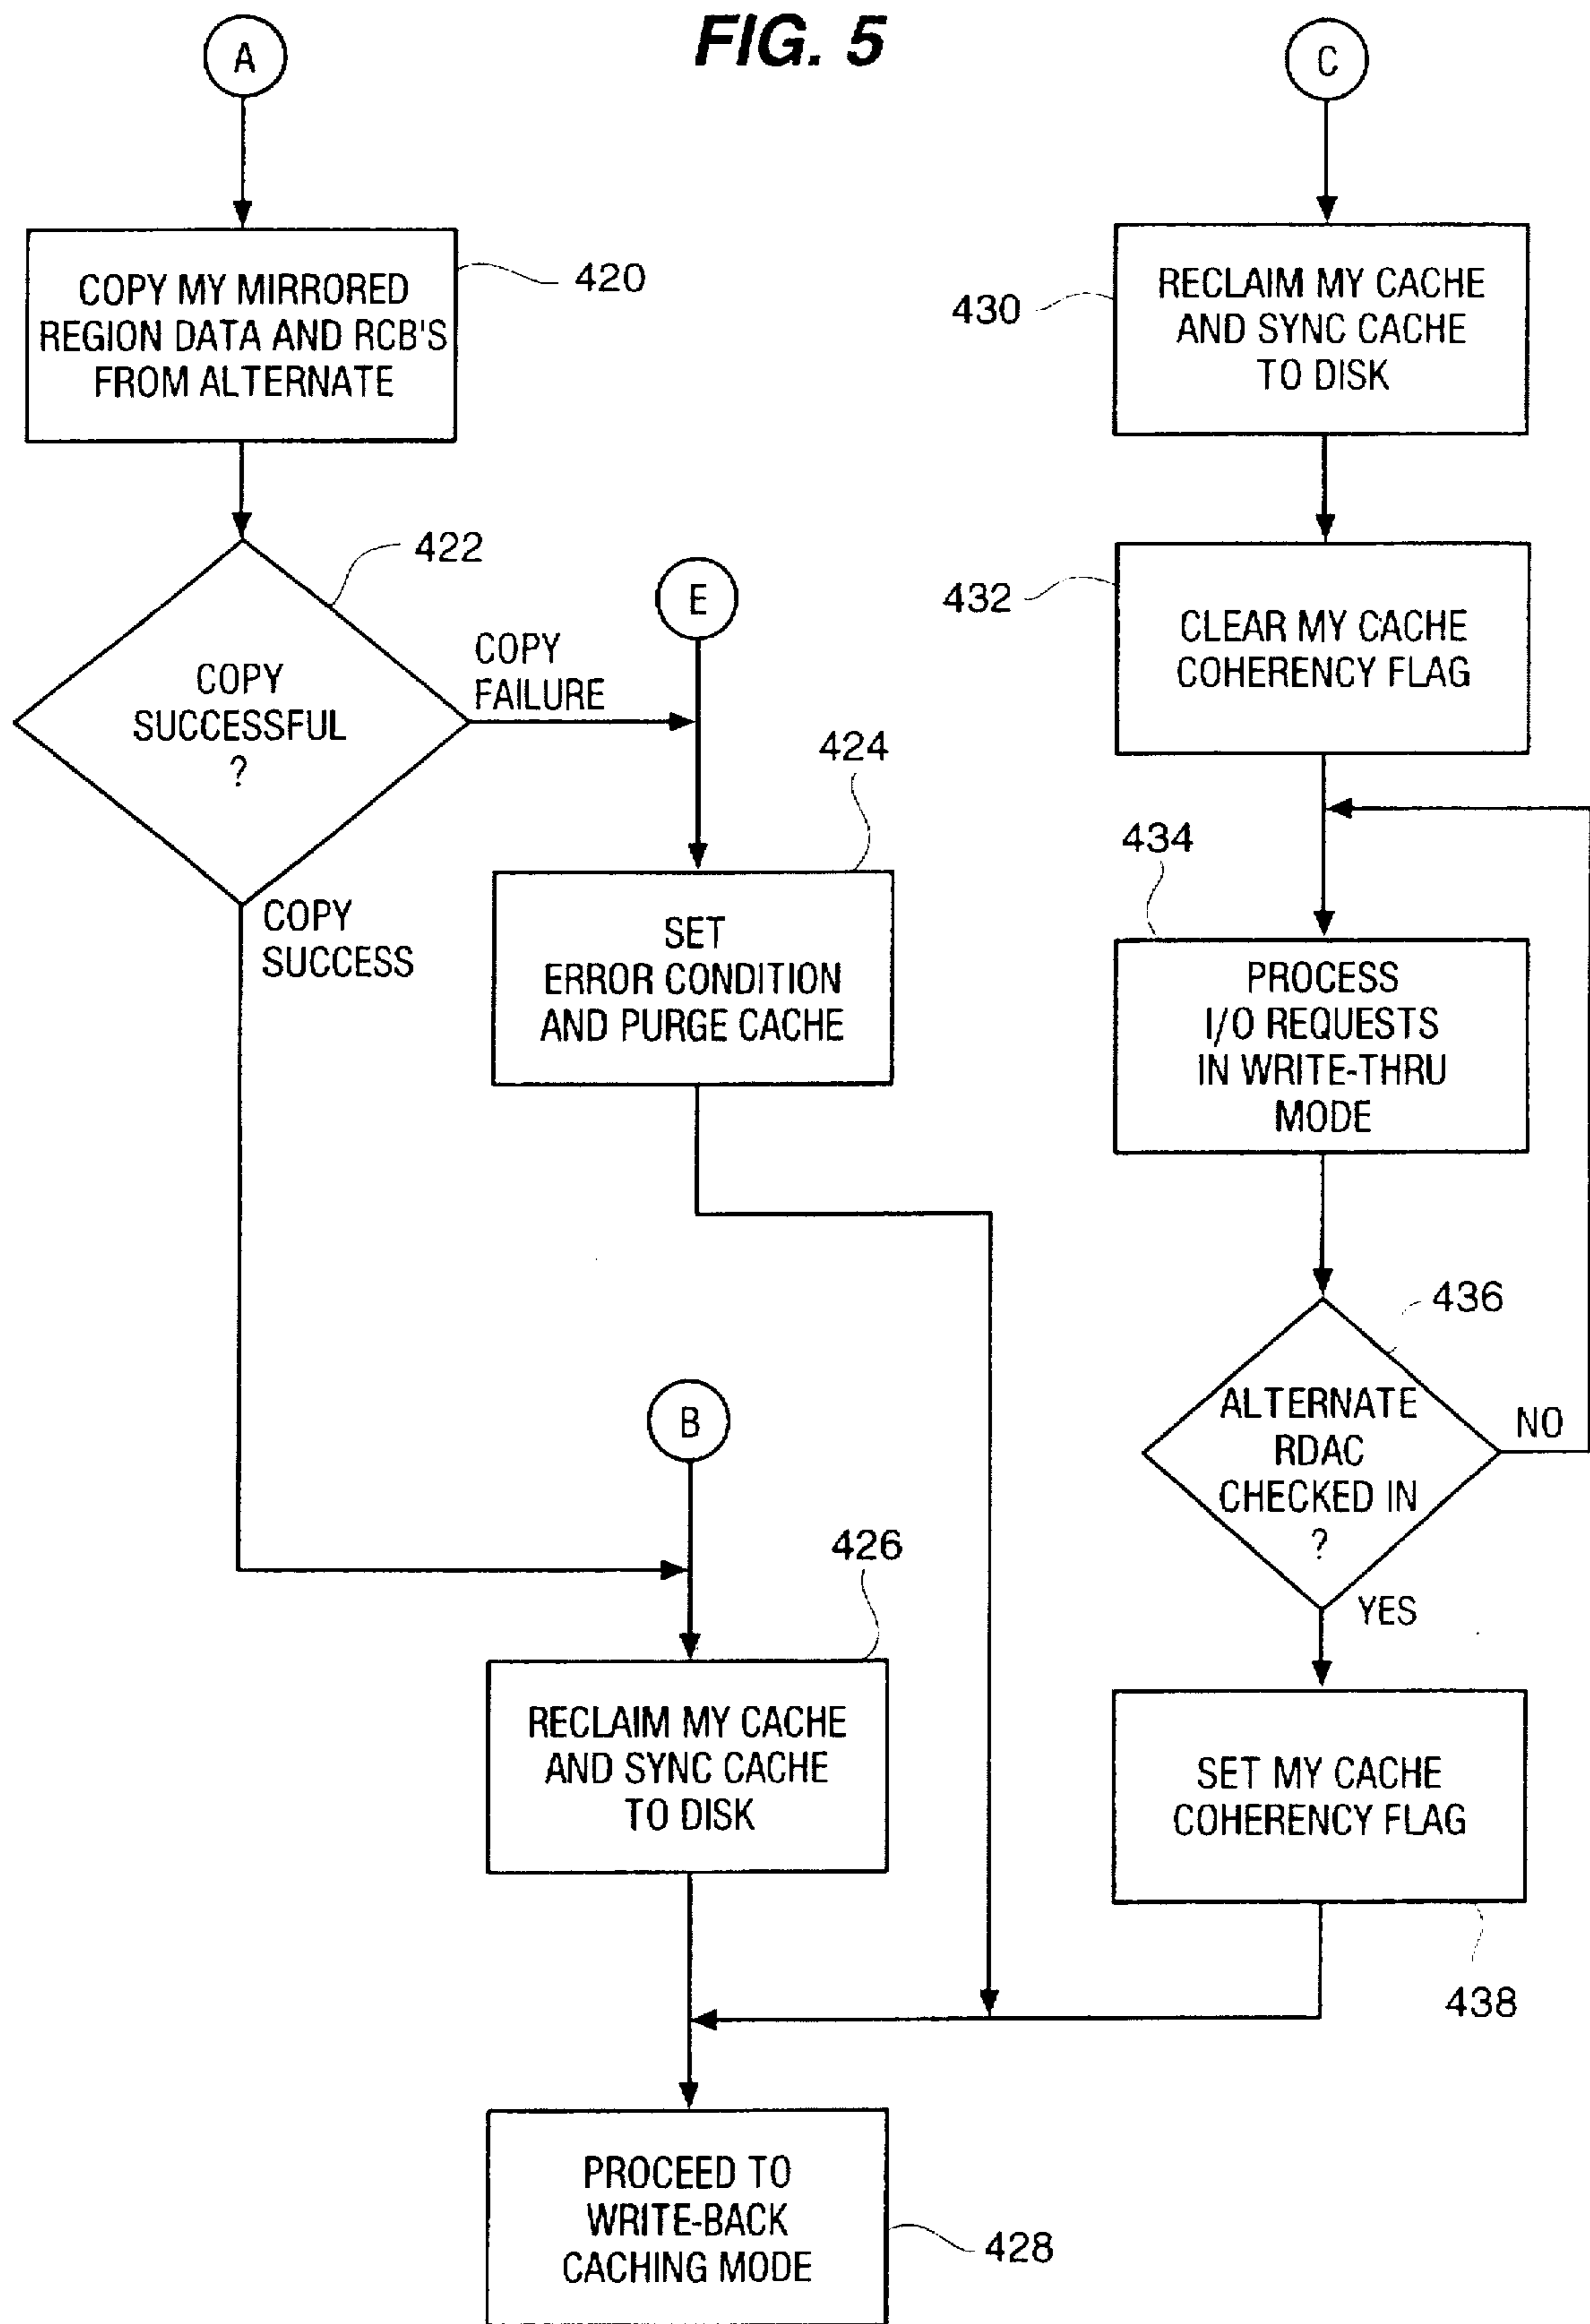 FIG. 5
A
COPY MY MIRRORED
REGION DATA AND RCB'S
FROM ALTERNATE
420
COPY
SUCCESSFUL
?
422
COPY
FAILURE
COPY
SUCCESS
E
424
SET
ERROR CONDITION
AND PURGE CACHE
B
426
RECLAIM MY CACHE
AND SYNC CACHE
TO DISK
PROCEED TO
WRITE-BACK
CACHING MODE
428
C
430
RECLAIM MY CACHE
AND SYNC CACHE
TO DISK
432
CLEAR MY CACHE
COHERENCY FLAG
434
PROCESS
I/O REQUESTS
IN WRITE-THRU
MODE
436
ALTERNATE
RDAC
CHECKED IN
?
NO
YES
SET MY CACHE
COHERENCY FLAG
438